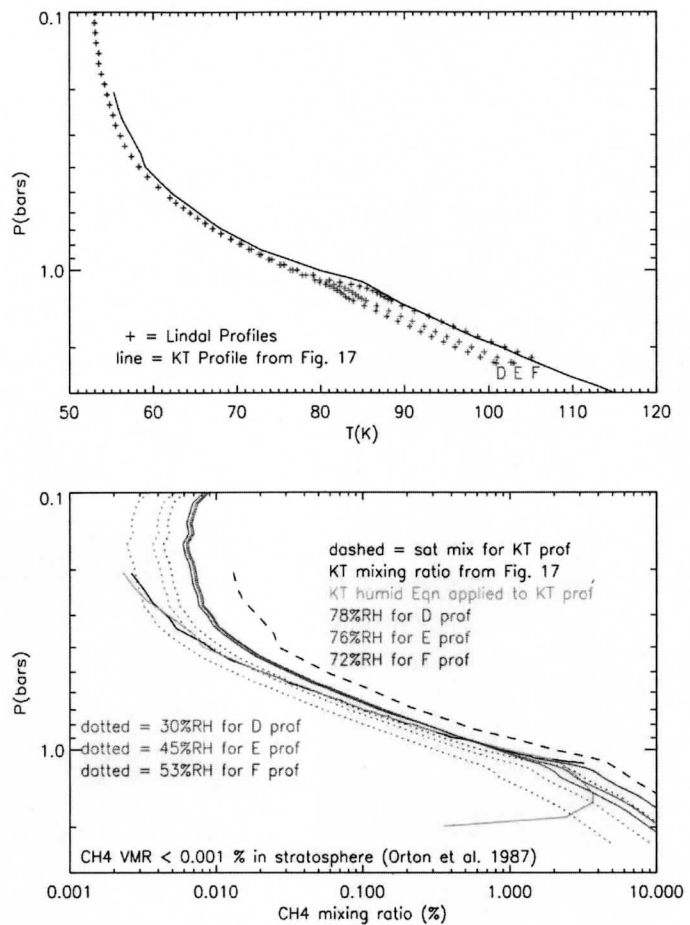 0.1
P(bars)
1.0
+ = Lindal Profiles
line = KT Profile from Fig. 17
D E F
50 60 70 80 90 100 110 120
T(K)
0.1
dashed = sat mix for KT prof
KT mixing ratio from Fig. 17
KT humid Eqn applied to KT prof
78%RH for D prof
76%RH for E prof
72%RH for F prof
P(bars)
dotted = 30%RH for D prof
1.0
dotted = 45%RH for E prof
dotted = 53%RH for F prof
CH4 VMR < 0.001 % in stratosphere (Orton et al. 1987)
0.001 0.010 0.100 1.000 10.000
CH4 mixing ratio (%)